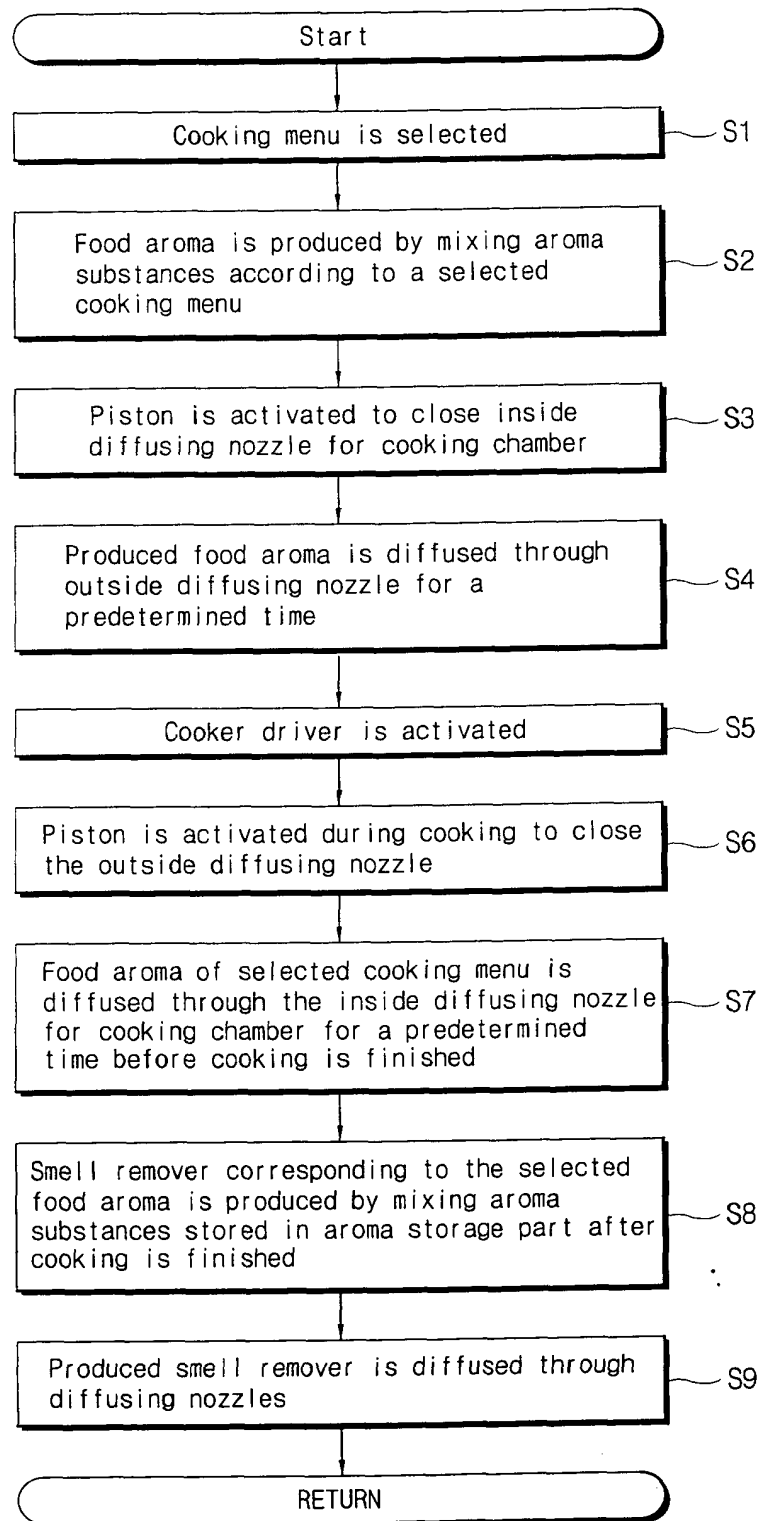 Start
Cooking menu is selected
S1
Food aroma is produced by mixing aroma
substances according to a selected
cooking menu
S2
Piston is activated to close inside
diffusing nozzle for cooking chamber
S3
Produced food aroma is diffused through
outside diffusing nozzle for a
predetermined time
S4
Cooker driver is activated
S5
Piston is activated during cooking to close
the outside diffusing nozzle
S6
Food aroma of selected cooking menu is
diffused through the inside diffusing nozzle
for cooking chamber for a predetermined
time before cooking is finished
S7
Smell remover corresponding to the selected
food aroma is produced by mixing aroma
substances stored in aroma storage part after
cooking is finished
S8
Produced smell remover is diffused through
diffusing nozzles
S9
RETURN